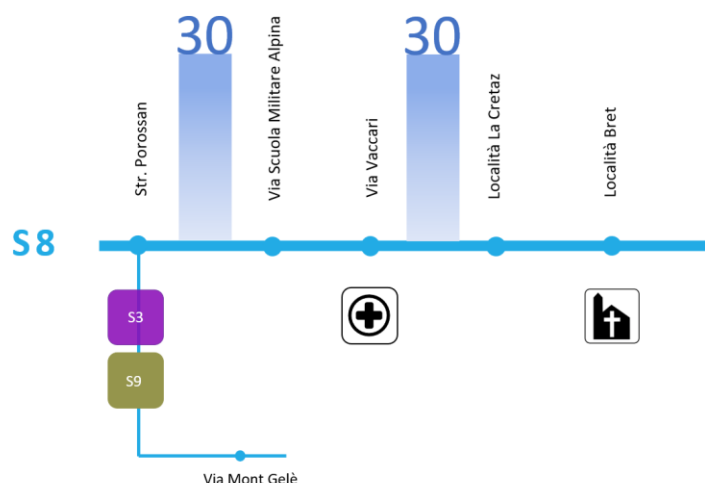 30
30
Str. Porossan
Via Scuola Militare Alpina
Via Vaccari
Località La Cretaz
Località Bret
S8
S3
S9
Via Mont Gelè